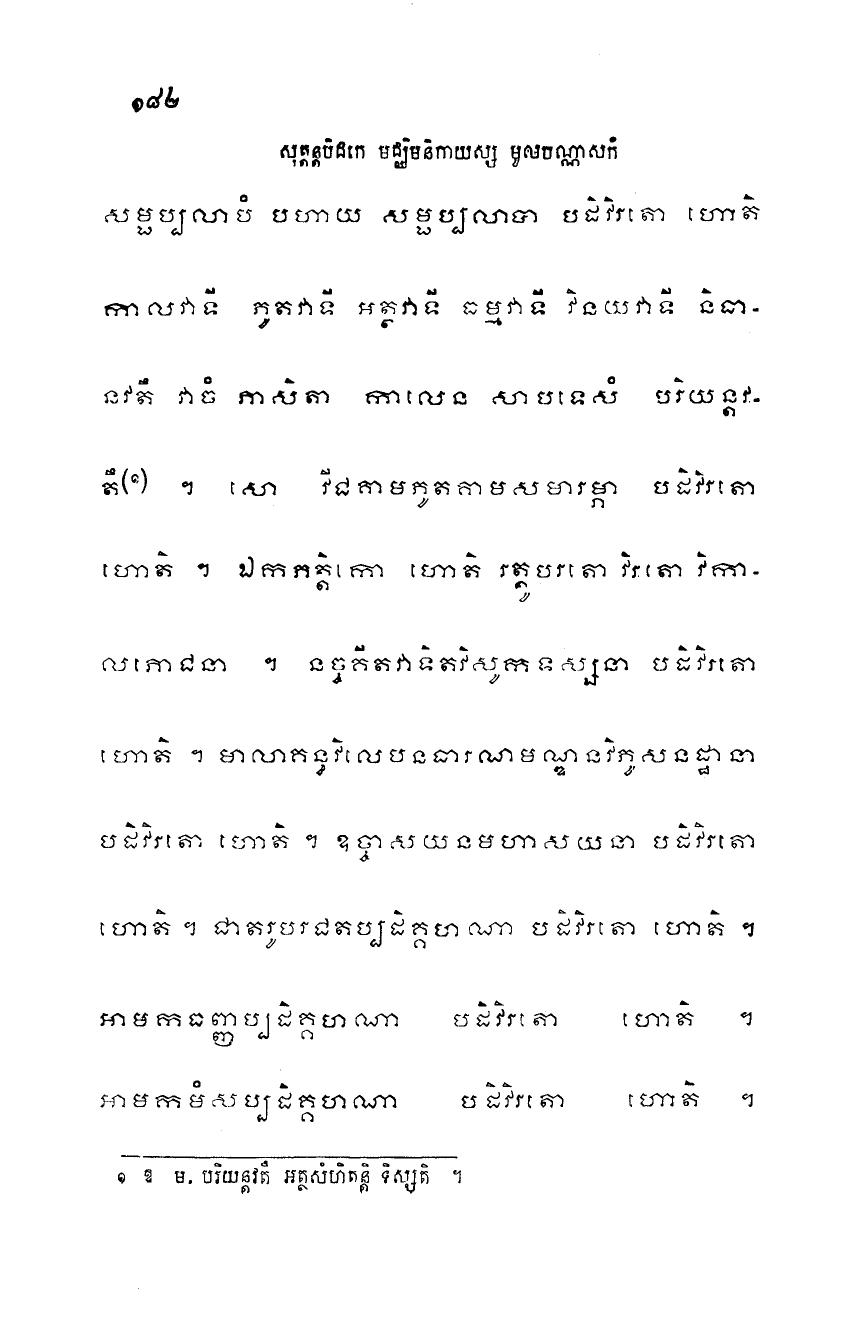 ១៨៤
សុត្តន្តបិដកេ មជ្ឈិមនិកាយស្ស មូលបណ្ណាសកំ
សម្ផប្បលាបំ បហាយ សម្ផប្បលាបា បដិវិរតោ ហោតិ
កាលវាទី ភូតវាទី អត្ថវាទី ធម្មវាទី វិនយវាទី និធា-
នវតឹ វាចំ ភាសិតា កាលេន សាបទេសំ បរិយន្តវ-
តឹ(១) ។ សោ វីជគាមភូតគាមសមារម្ភា បដិវិរតោ
ហោតិ ។ ឯកភត្តិកោ ហោតិ រត្តូបរតោ វិរតោ វិកា-
លភោជនា ។ នច្ចគីតវាទិតវិសូកទស្សនា បដិវិរតោ
ហោតិ ។ មាលាគន្ធវិលេបនធារណមណ្ឌនវិភូសនដ្ឋានា
បដិវិរតោ ហោតិ ។ ឧច្ចាសយនមហាសយនា បដិវិរតោ
ហោតិ ។ ជាតរូបរជតប្បដិគ្គហណា បដិវិរតោ ហោតិ ។
អាមកធញ្ញប្បដិគ្គហណា បដិវិរតោ ហោតិ ។
អាមកមំសប្បដិគ្គហណា បដិវិរតោ ហោតិ ។
១ ឱ ម. បរិយន្តវតឹ អត្ថសំហិតន្តិ ទិស្សតិ ។